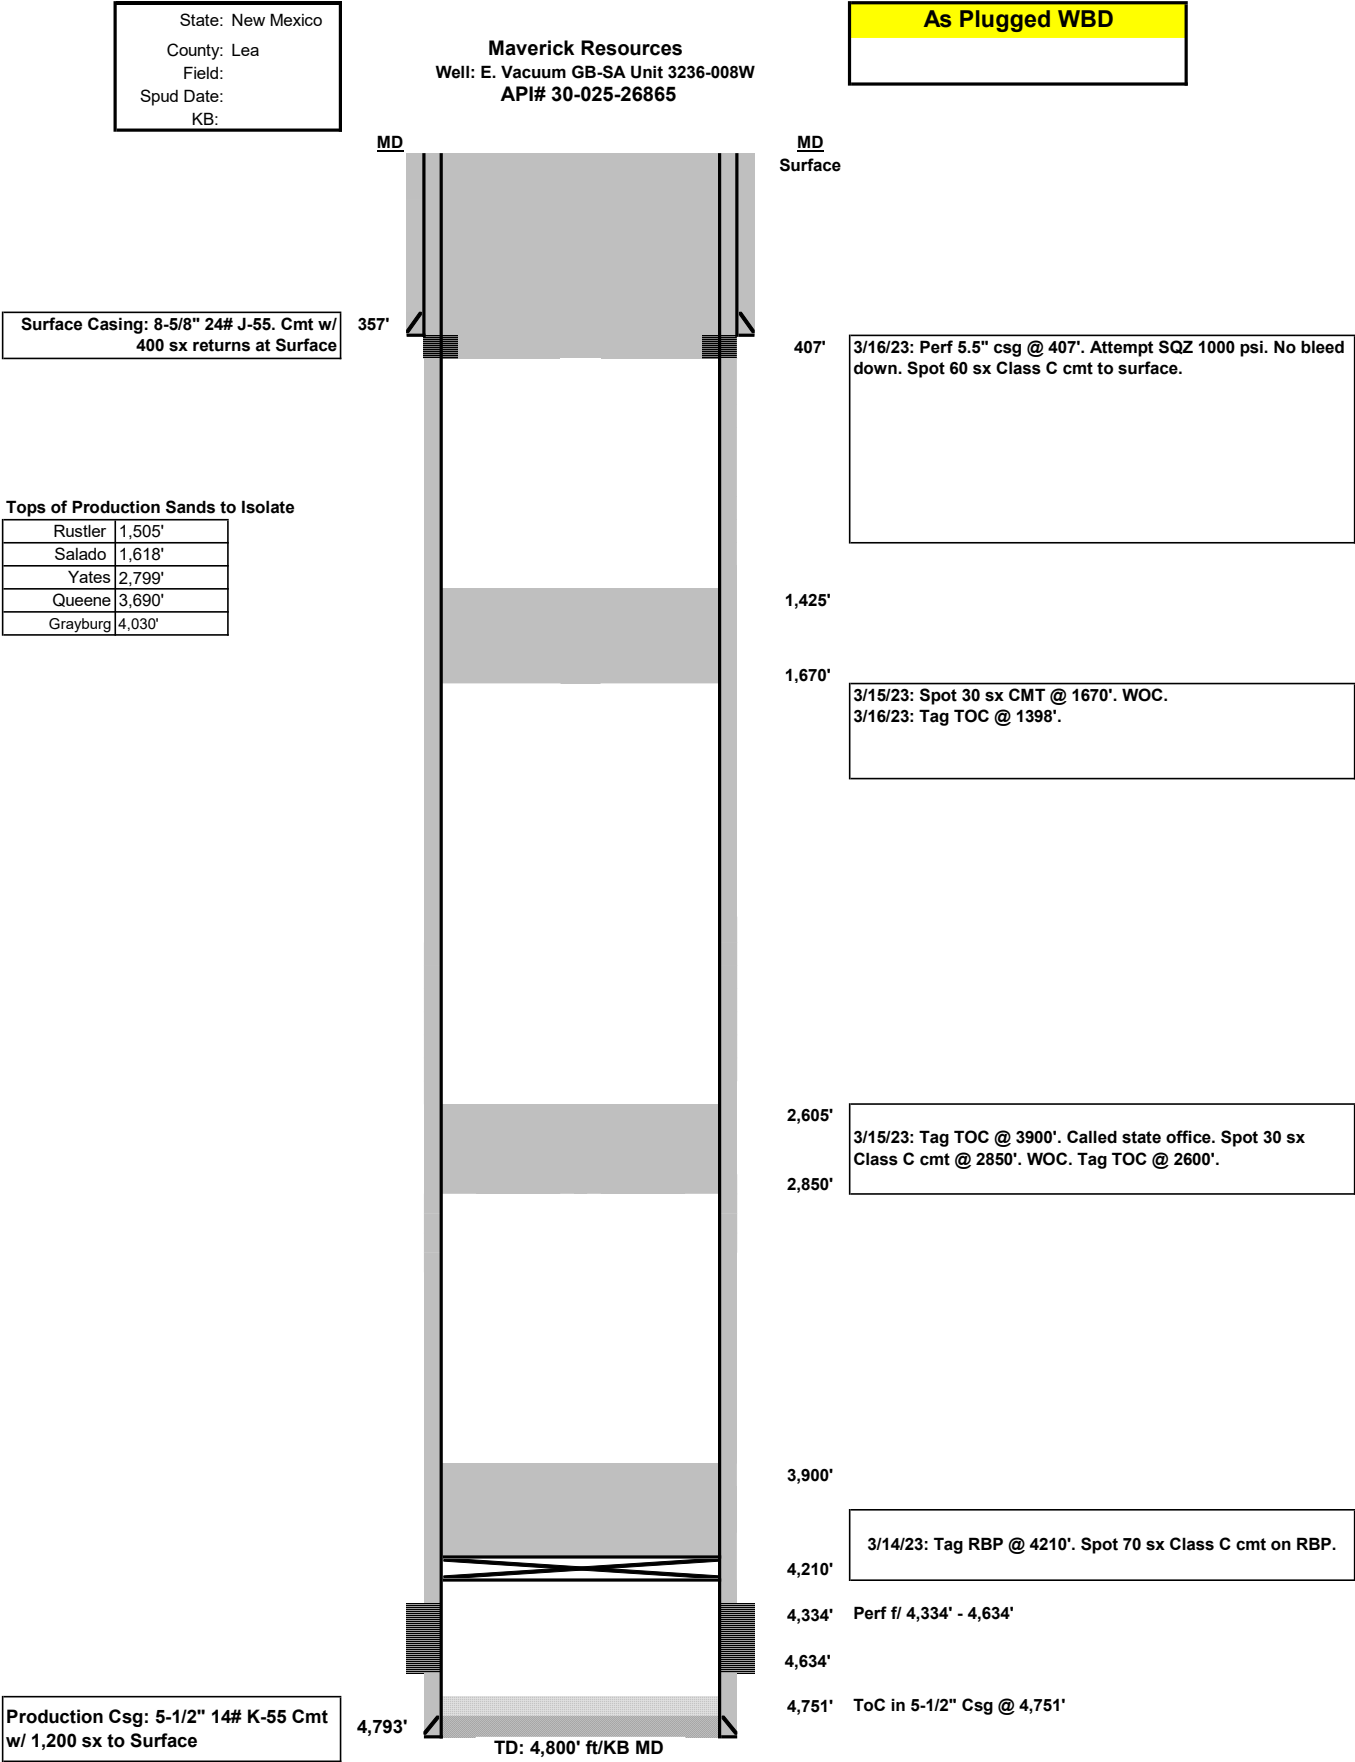 State: New Mexico
County: Lea
Field:
Spud Date:
KB:
Maverick Resources
Well: E. Vacuum GB-SA Unit 3236-008W
API# 30-025-26865
As Plugged WBD
MD
MD
Surface
Surface Casing: 8-5/8" 24# J-55. Cmt w/
400 sx returns at Surface
357'
407'
3/16/23: Perf 5.5" csg @ 407'. Attempt SQZ 1000 psi. No bleed
down. Spot 60 sx Class C cmt to surface.
Tops of Production Sands to Isolate
Rustler 1,505'
Salado 1,618'
Yates 2,799'
Queene 3,690'
Grayburg 4,030'
1,425'
1,670'
3/15/23: Spot 30 sx CMT @ 1670'. WOC.
3/16/23: Tag TOC @ 1398'.
2,605'
3/15/23: Tag TOC @ 3900'. Called state office. Spot 30 sx
Class C cmt @ 2850'. WOC. Tag TOC @ 2600'.
2,850'
3,900'
3/14/23: Tag RBP @ 4210'. Spot 70 sx Class C cmt on RBP.
4,210'
4,334' Perf f/ 4,334' - 4,634'
4,634'
4,751' ToC in 5-1/2" Csg @ 4,751'
Production Csg: 5-1/2" 14# K-55 Cmt
w/ 1,200 sx to Surface
4,793'
TD: 4,800' ft/KB MD